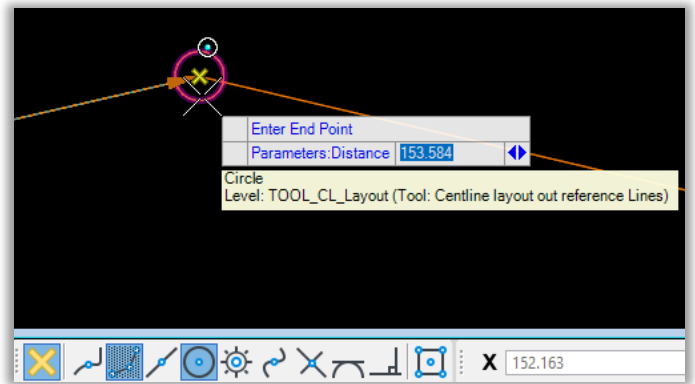 Enter End Point
Parameters:Distance 153.584
Circle
Level: TOOL_CL_Layout (Tool: Centline layout out reference Lines)
X 152.163